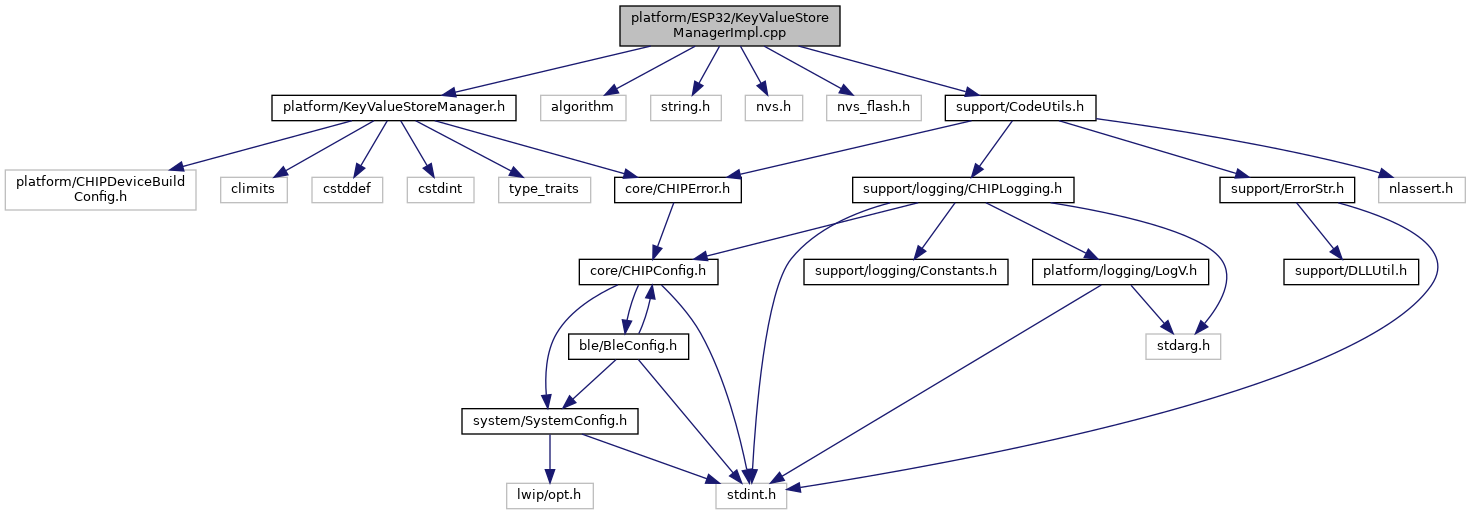 platform/ESP32/KeyValueStore
ManagerImpl.cpp
platform/KeyValueStoreManager.h
algorithm
string.h
nvs.h
nvs_flash.h
support/CodeUtils.h
platform/CHIPDeviceBuild
Config.h
climits
cstddef
cstdint
type_traits
core/CHIPError.h
support/logging/CHIPLogging.h
support/ErrorStr.h
nlassert.h
core/CHIPConfig.h
support/logging/Constants.h
platform/logging/LogV.h
support/DLLUtil.h
ble/BleConfig.h
stdarg.h
system/SystemConfig.h
lwip/opt.h
stdint.h